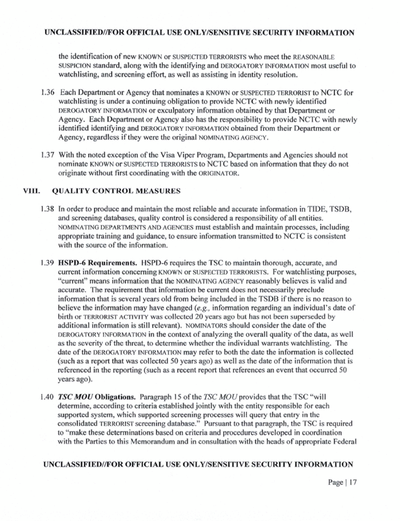 UNCLASSIFIED//FOR OFFICIAL USE ONLY/SENSITIVE SECURITY INFORMATION
the identification of new KNOWN or SUSPECTED TERRORISTS who meet the REASONABLE
SUSPICION standard, along with the identifying and DEROGATORY INFORMATION most useful to
watchlisting, and screening effort, as well as assisting in identity resolution.
1.36 Each Department or Agency that nominates a KNOWN or SUSPECTED TERRORIST to NCTC for
watchlisting is under a continuing obligation to provide NCTC with newly identified
DEROGATORY INFORMATION or exculpatory information obtained by that Department or
Agency. Each Department or Agency also has the responsibility to provide NCTC with newly
identified identifying and DEROGATORY INFORMATION obtained from their Department or
Agency, regardless if they were the original NOMINATING AGENCY.
1.37 With the noted exception of the Visa Viper Program, Departments and Agencies should not
nominate KNOWN or SUSPECTED TERRORISTS to NCTC based on information that they do not
originate without first coordinating with the ORIGINATOR.
VIII. QUALITY CONTROL MEASURES
1.38 In order to produce and maintain the most reliable and accurate information in TIDE, TSDB,
and screening databases, quality control is considered a responsibility of all entities.
NOMINATING DEPARTMENTS AND AGENCIES must establish and maintain processes, including
appropriate training and guidance, to ensure information transmitted to NCTC is consistent
with the source of the information.
1.39 HSPD-6 Requirements. HSPD-6 requires the TSC to maintain thorough, accurate, and
current information concerning KNOWN or SUSPECTED TERRORISTS. For watchlisting purposes,
"current" means information that the NOMINATING AGENCY reasonably believes is valid and
accurate. The requirement that information be current does not necessarily preclude
information that is several years old from being included in the TSDB if there is no reason to
believe the information may have changed (e.g., information regarding an individual's date of
birth or TERRORIST ACTIVITY was collected 20 years ago but has not been superseded by
additional information is still relevant). NOMINATORS should consider the date of the
DEROGATORY INFORMATION in the context of analyzing the overall quality of the data, as well
as the severity of the threat, to determine whether the individual warrants watchlisting. The
date of the DEROGATORY INFORMATION may refer to both the date the information is collected
(such as a report that was collected 50 years ago) as well as the date of the information that is
referenced in the reporting (such as a recent report that references an event that occurred 50
years ago).
1.40 TSC MOU Obligations. Paragraph 15 of the TSC MOU provides that the TSC "will
determine, according to criteria established jointly with the entity responsible for each
supported system, which supported screening processes will query that entry in the
consolidated TERRORIST screening database." Pursuant to that paragraph, the TSC is required
to "make these determinations based on criteria and procedures developed in coordination
with the Parties to this Memorandum and in consultation with the heads of appropriate Federal
UNCLASSIFIED//FOR OFFICIAL USE ONLY/SENSITIVE SECURITY INFORMATION
Page | 17